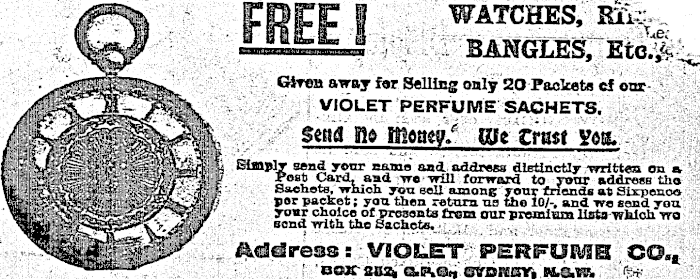 FREE!
WATCHES,
BANGLES, Etc.,
Given away for Selling only 20 Packets of our
VIOLET PERFUME SACHETS.
Send No Money. We Trust You.
Simply send your name and address distinctly written on a
Post Card, and we will forward to your address the
Sachets, which you sell among your friends at Sixpence
per packet; you then return us the 10/-, and we send you
your choice of presents from our premium lists which we
send with the Sachets.
Address: VIOLET PERFUME CO.,
BOX 252, G.P.O., SYDNEY, N.S.W.